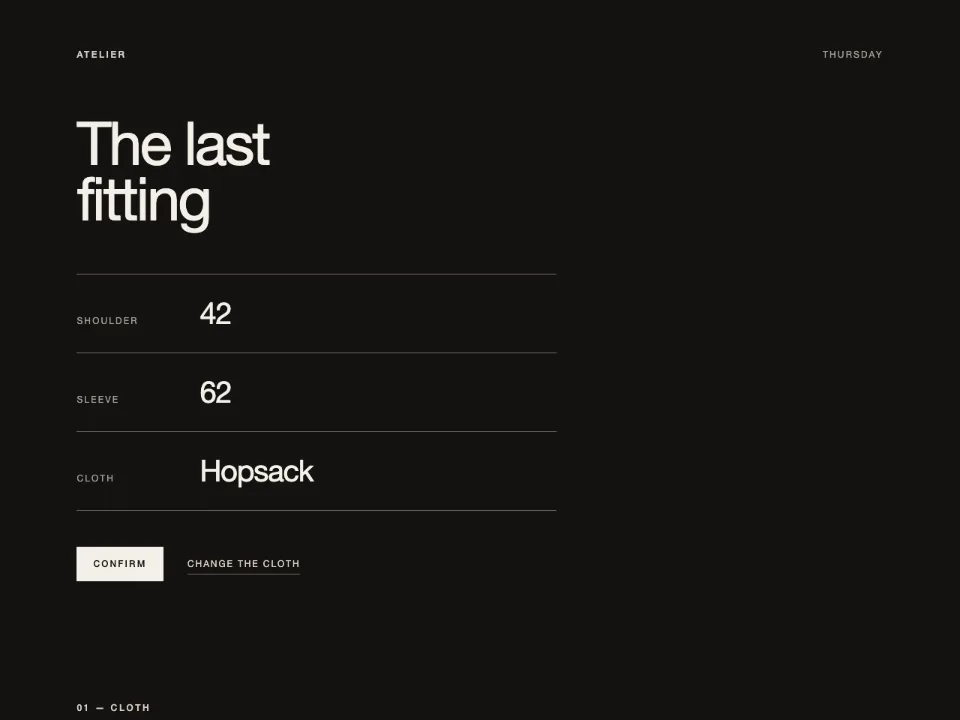 ATELIER
THURSDAY
The last
fitting
SHOULDER 42
SLEEVE 62
CLOTH Hopsack
CONFIRM CHANGE THE CLOTH
01 — CLOTH